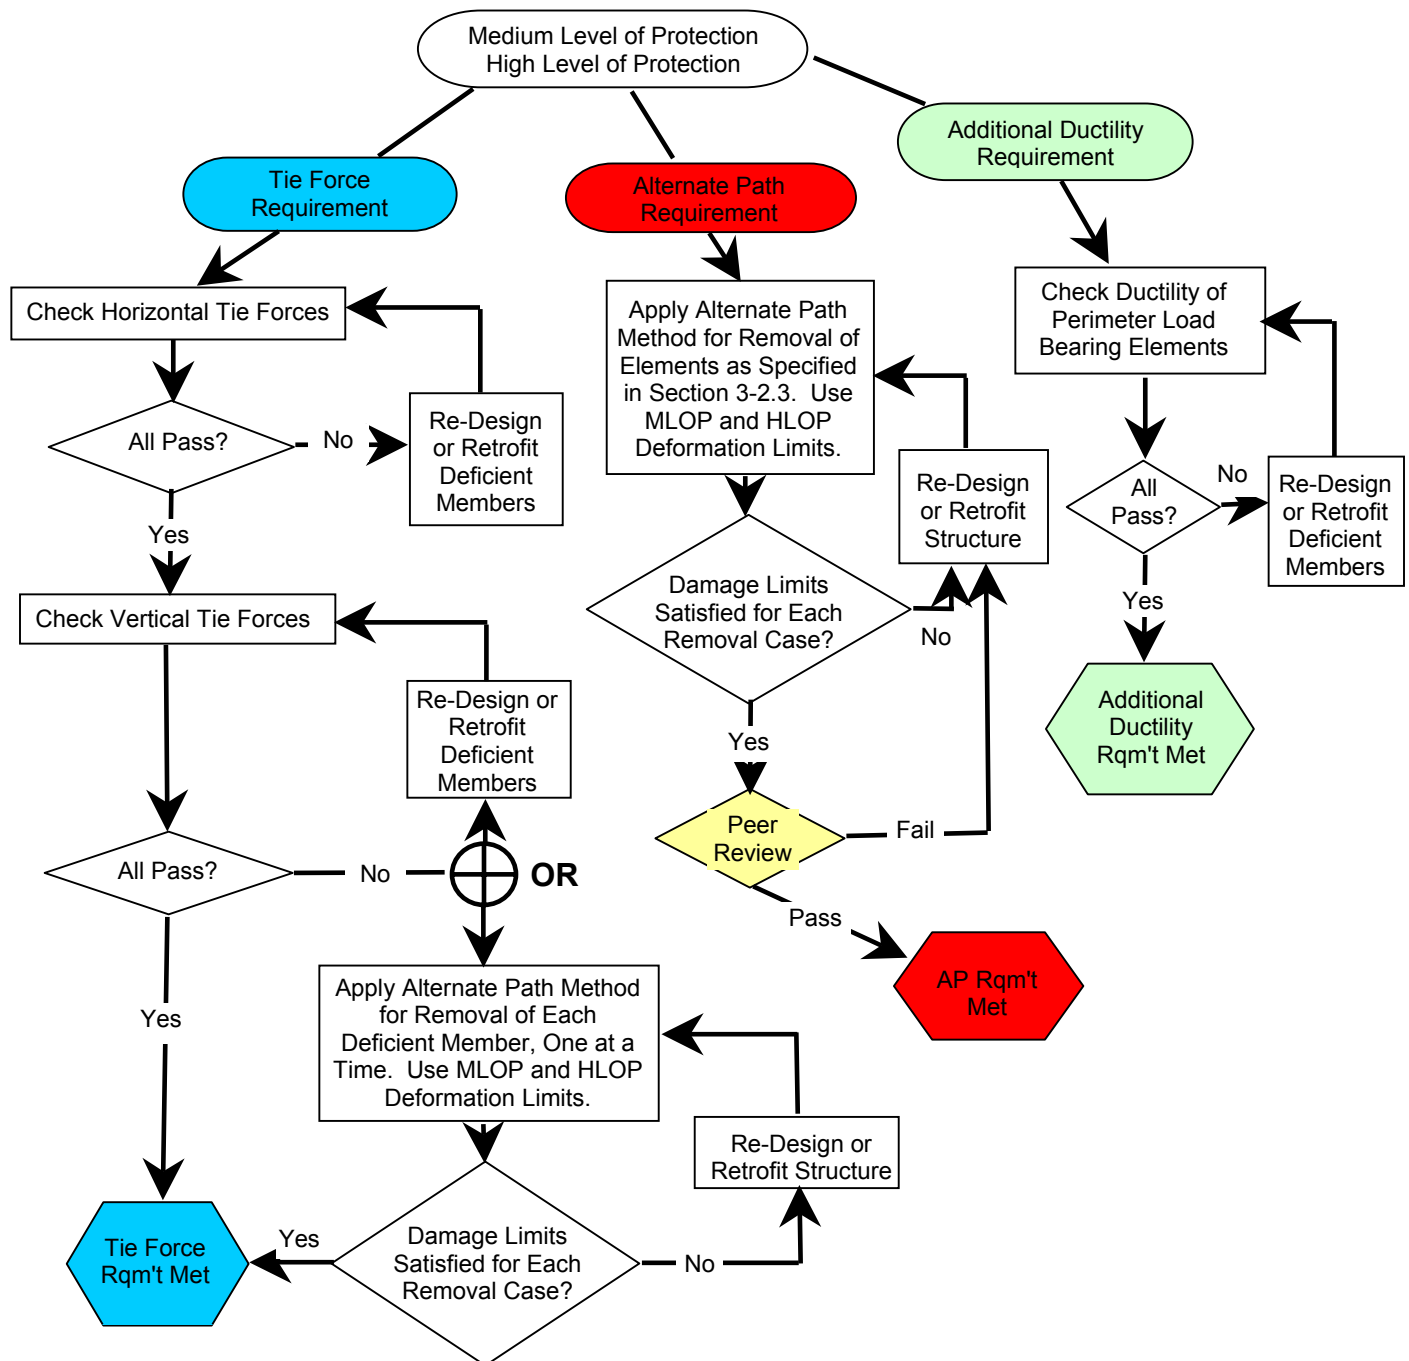 Medium Level of Protection
High Level of Protection
Tie Force
Requirement
Alternate Path
Requirement
Additional Ductility
Requirement
Check Horizontal Tie Forces
All Pass?
No
Re-Design
or Retrofit
Deficient
Members
Yes
Check Vertical Tie Forces
Re-Design or
Retrofit
Deficient
Members
All Pass?
No
OR
Yes
Apply Alternate Path Method
for Removal of Each
Deficient Member, One at a
Time. Use MLOP and HLOP
Deformation Limits.
Re-Design or
Retrofit Structure
Damage Limits
Satisfied for Each
Removal Case?
No
Yes
Tie Force
Rqm't Met
Apply Alternate Path
Method for Removal of
Elements as Specified
in Section 3-2.3. Use
MLOP and HLOP
Deformation Limits.
Re-Design
or Retrofit
Structure
Damage Limits
Satisfied for Each
Removal Case?
No
Yes
Peer
Review
Fail
Pass
AP Rqm't
Met
Check Ductility of
Perimeter Load
Bearing Elements
All
Pass?
No
Re-Design
or Retrofit
Deficient
Members
Yes
Additional
Ductility
Rqm't Met